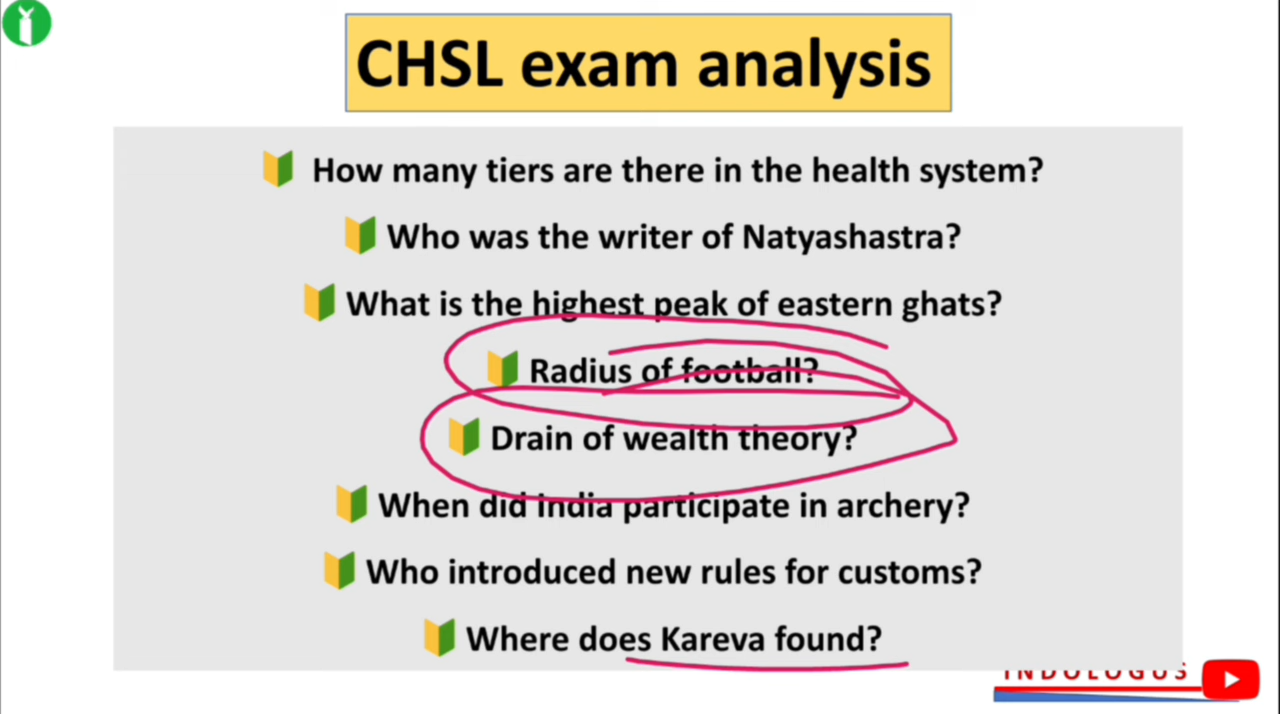 CHSL exam analysis
How many tiers are there in the health system?
Who was the writer of Natyashastra?
What is the highest peak of eastern ghats?
Radius of football?
Drain of wealth theory?
When did India participate in archery?
Who introduced new rules for customs?
Where does Kareva found?
INDOLOGUS